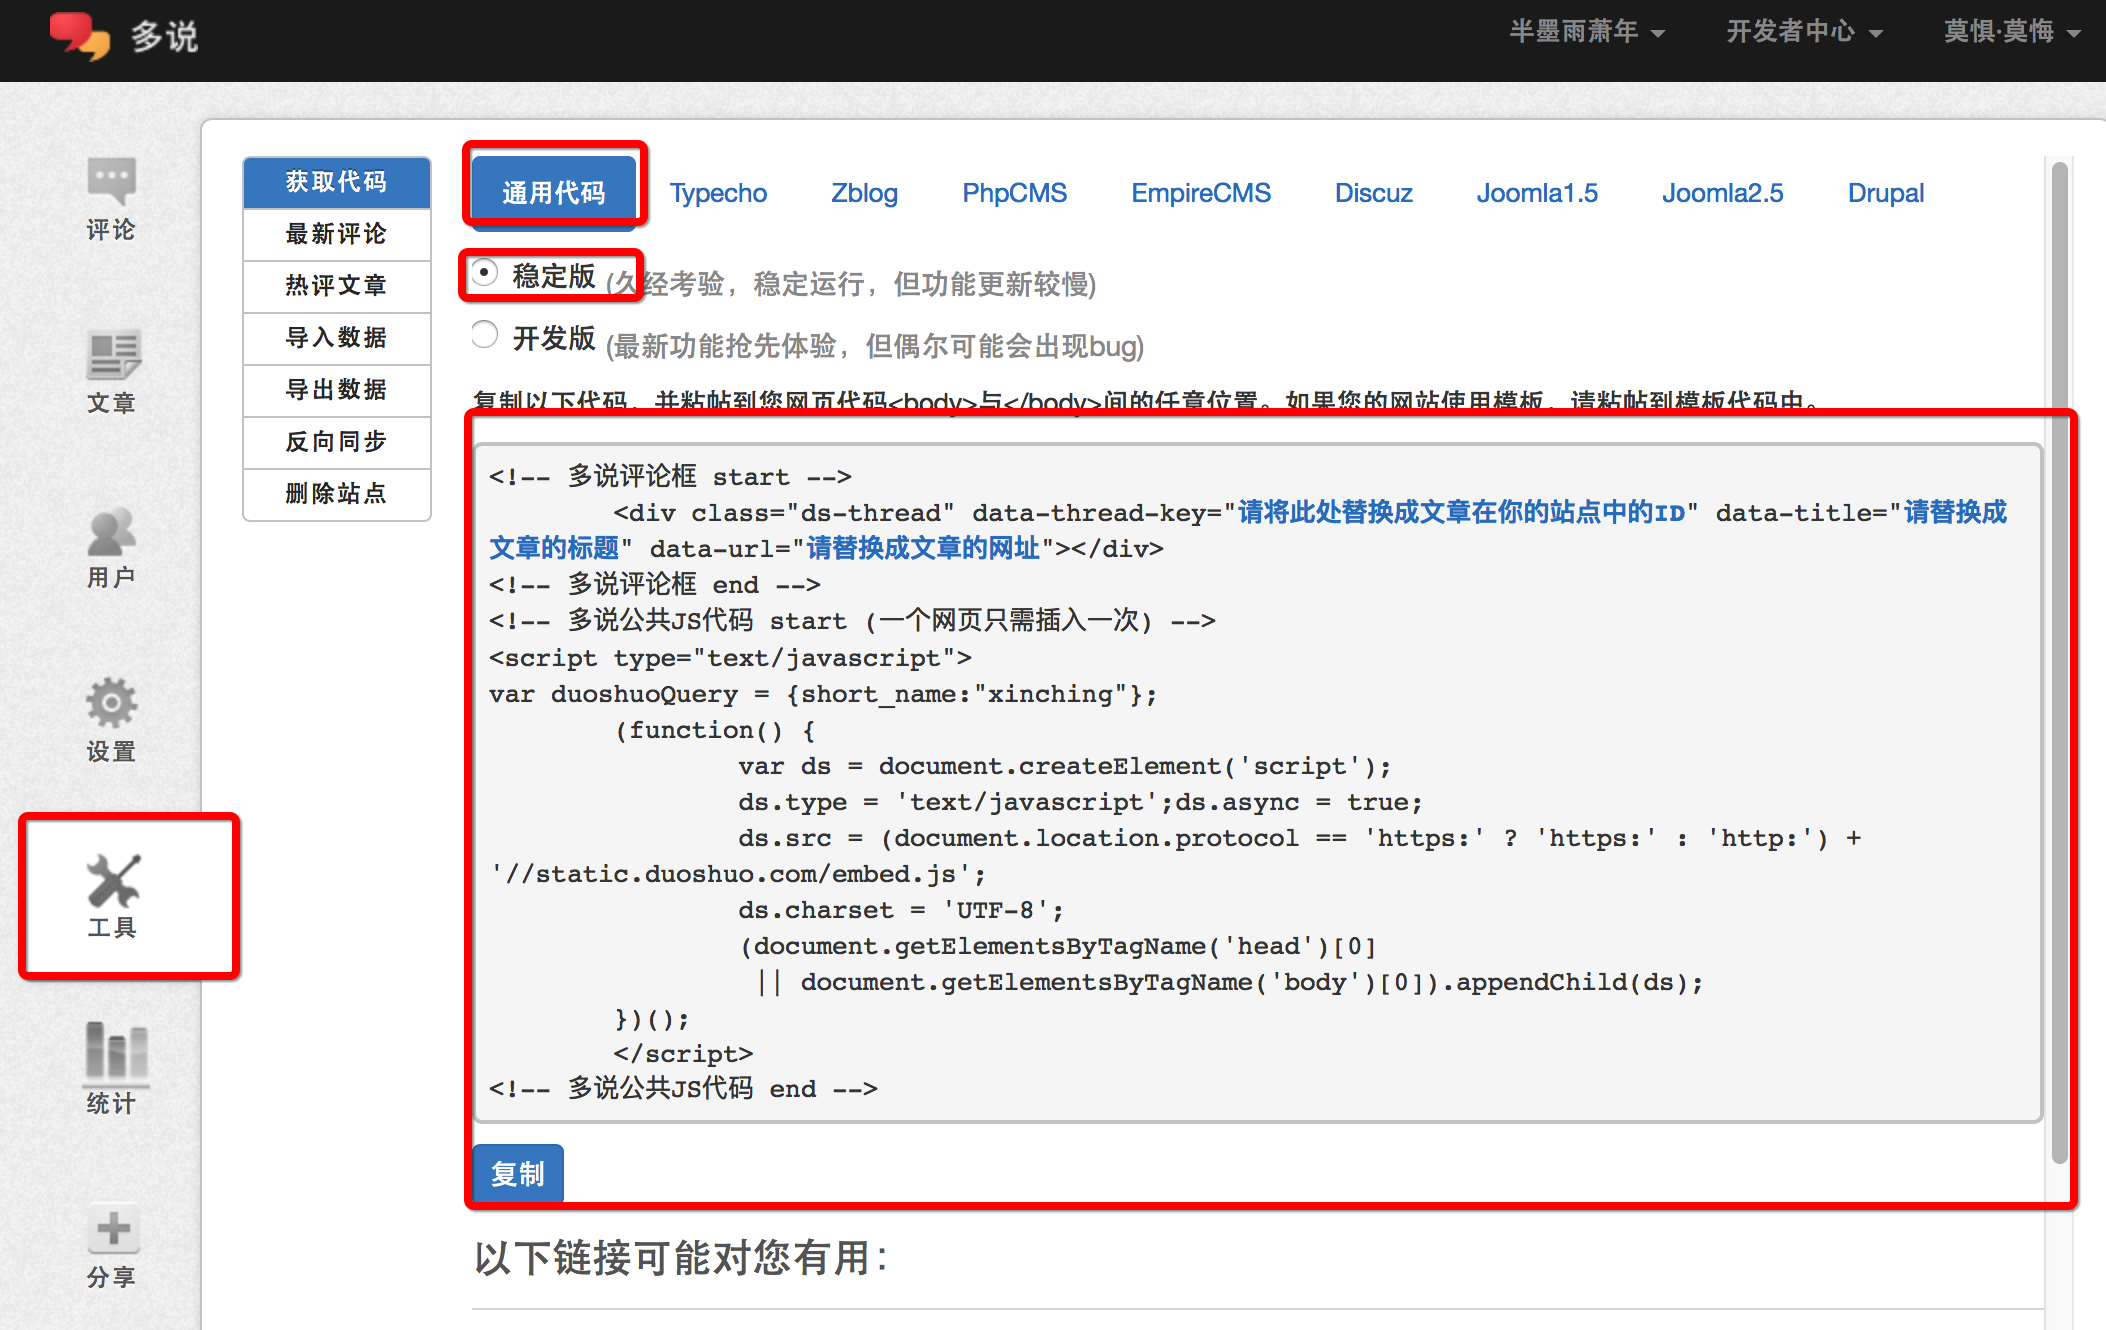 多说
半墨雨萧年
开发者中心
莫惧·莫悔
评论
文章
用户
设置
工具
统计
分享
获取代码
最新评论
热评文章
导入数据
导出数据
反向同步
删除站点
通用代码 Typecho Zblog PhpCMS EmpireCMS Discuz Joomla1.5 Joomla2.5 Drupal
稳定版 (久经考验，稳定运行，但功能更新较慢)
开发版 (最新功能抢先体验，但偶尔可能会出现bug)
复制以下代码，并粘帖到您网页代码<body>与</body>间的任意位置。如果您的网站使用模板，请粘帖到模板代码中。
<!-- 多说评论框 start -->
<div class="ds-thread" data-thread-key="请将此处替换成文章在你的站点中的ID" data-title="请替换成
文章的标题" data-url="请替换成文章的网址"></div>
<!-- 多说评论框 end -->
<!-- 多说公共JS代码 start (一个网页只需插入一次) -->
<script type="text/javascript">
var duoshuoQuery = {short_name:"xinching"};
(function() {
var ds = document.createElement('script');
ds.type = 'text/javascript';ds.async = true;
ds.src = (document.location.protocol == 'https:' ? 'https:' : 'http:') +
'//static.duoshuo.com/embed.js';
ds.charset = 'UTF-8';
(document.getElementsByTagName('head')[0]
|| document.getElementsByTagName('body')[0]).appendChild(ds);
})();
</script>
<!-- 多说公共JS代码 end -->
复制
以下链接可能对您有用：